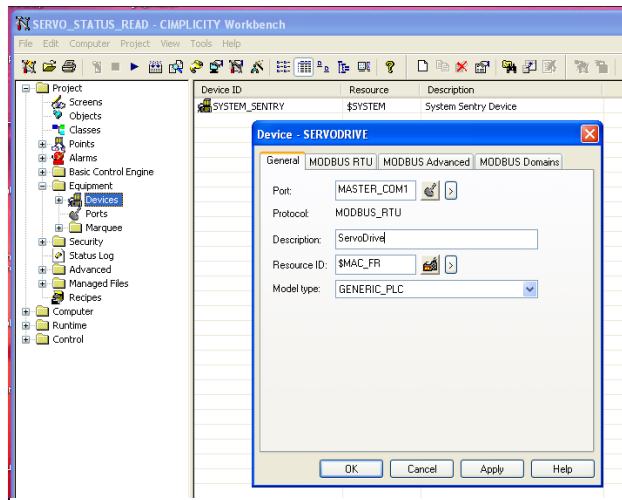 SERVO_STATUS_READ - CIMPLICITY Workbench
File Edit Computer Project View Tools Help
Project
Screens
Objects
Classes
Points
Alarms
Basic Control Engine
Equipment
Devices
Ports
Marquee
Security
Status Log
Advanced
Managed Files
Recipes
Computer
Runtime
Control
Device ID Resource Description
SYSTEM_SENTRY $SYSTEM System Sentry Device
Device - SERVODRIVE
General MODBUS RTU MODBUS Advanced MODBUS Domains
Port: MASTER_COM1
Protocol: MODBUS_RTU
Description: ServoDrive
Resource ID: $MAC_FR
Model type: GENERIC_PLC
OK Cancel Apply Help